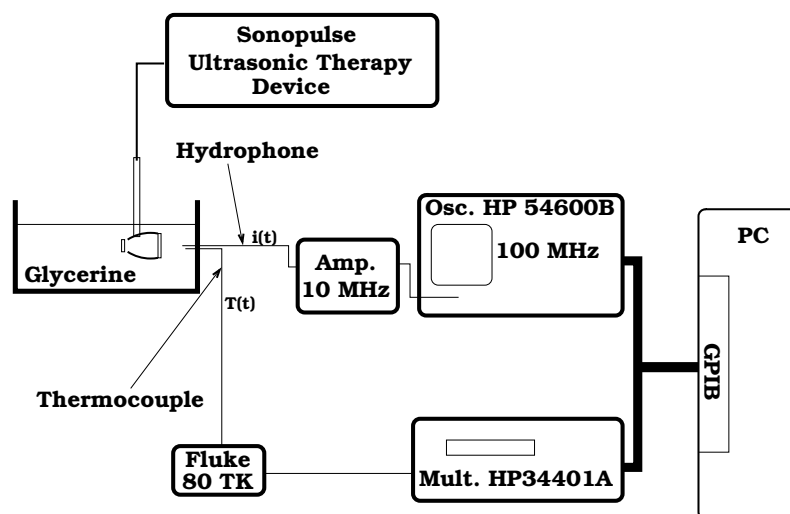 Sonopulse
Ultrasonic Therapy
Device
Hydrophone
i(t)
Glycerine
T(t)
Thermocouple
Amp.
10 MHz
Osc. HP 54600B
100 MHz
PC
GPIB
Fluke
80 TK
Mult. HP34401A